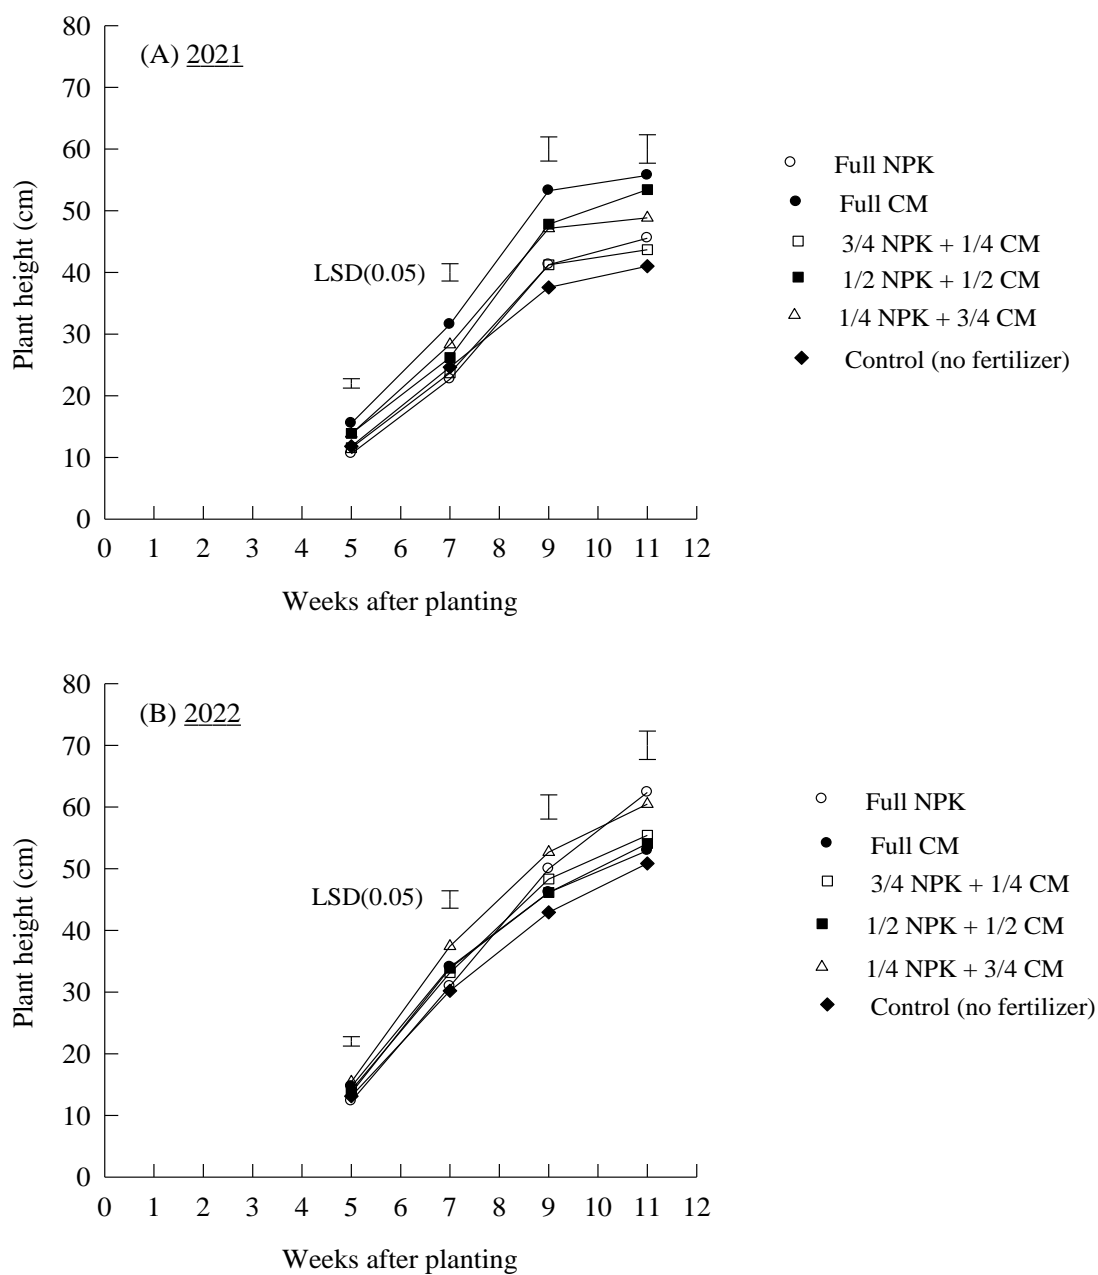 (A) 2021
Plant height (cm)
80
70
60
50
40
30
20
10
0
LSD(0.05)
0 1 2 3 4 5 6 7 8 9 10 11 12
Weeks after planting
Full NPK
Full CM
3/4 NPK + 1/4 CM
1/2 NPK + 1/2 CM
1/4 NPK + 3/4 CM
Control (no fertilizer)
(B) 2022
Plant height (cm)
80
70
60
50
40
30
20
10
0
LSD(0.05)
0 1 2 3 4 5 6 7 8 9 10 11 12
Weeks after planting
Full NPK
Full CM
3/4 NPK + 1/4 CM
1/2 NPK + 1/2 CM
1/4 NPK + 3/4 CM
Control (no fertilizer)